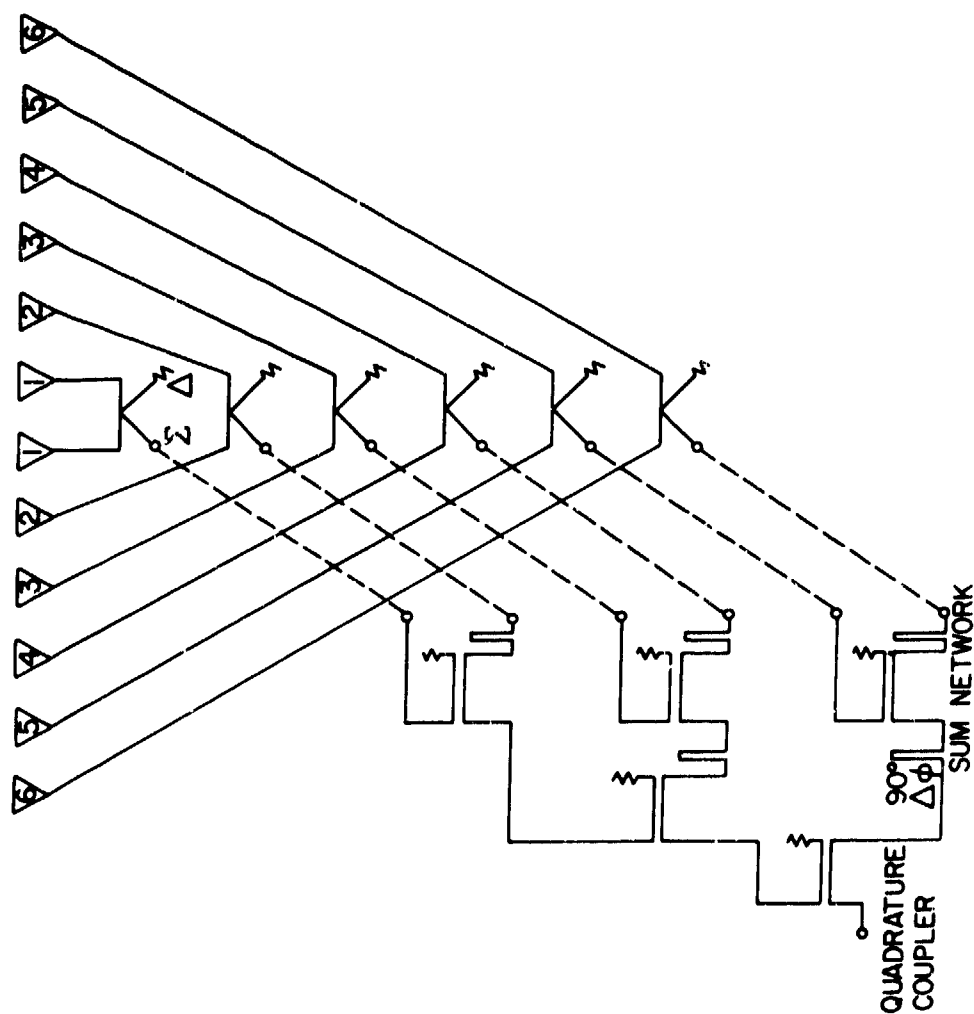 6 5 4 3 2 1 1 2 3 4 5 6
Σ Δ
90°
Δϕ
SUM NETWORK
QUADRATURE
COUPLER